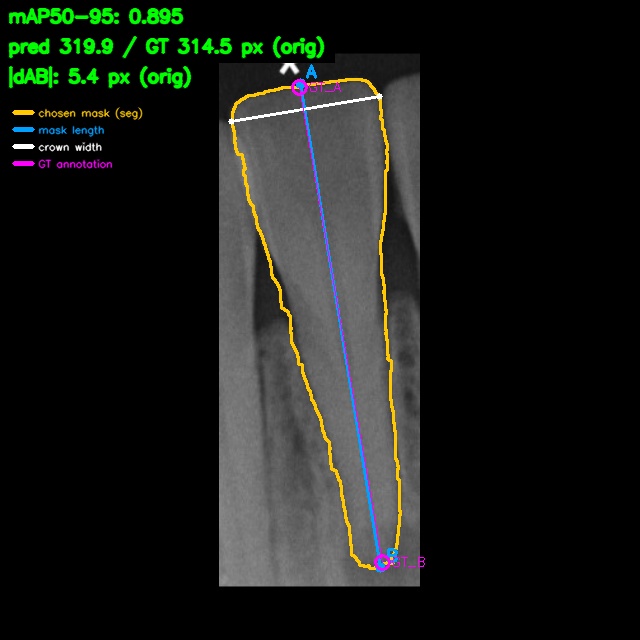 mAP50-95: 0.895
pred 319.9 / GT 314.5 px (orig)
|dAB|: 5.4 px (orig)
chosen mask (seg)
mask length
crown width
GT annotation
A
GT_A
B
GT_B